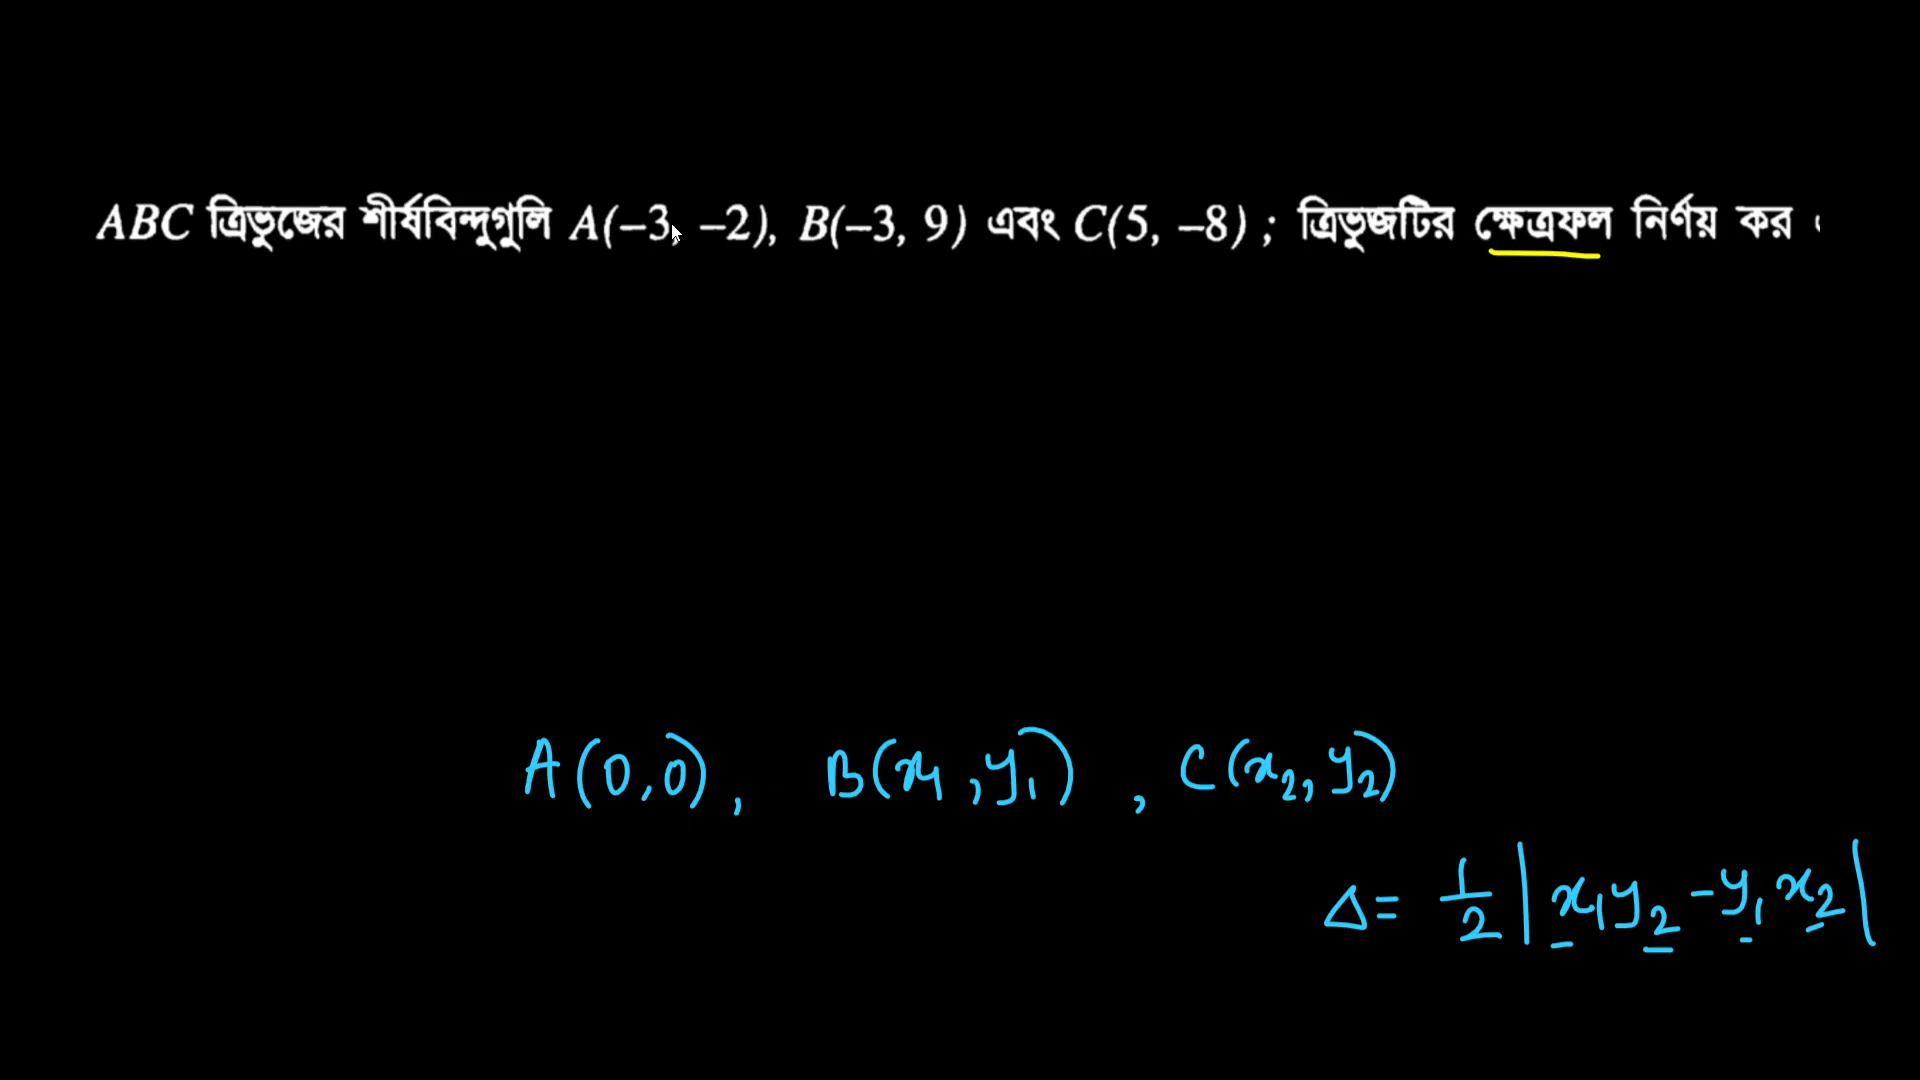 ABC ত্রিভুজের শীর্ষবিন্দুগুলি A(–3, –2), B(–3, 9) এবং C(5, –8) ; ত্রিভুজটির ক্ষেত্রফল নির্ণয় কর
A(0,0), B(x₁,y₁), C(x₂,y₂)
Δ= 1/2 |x₁y₂ -y₁x₂|